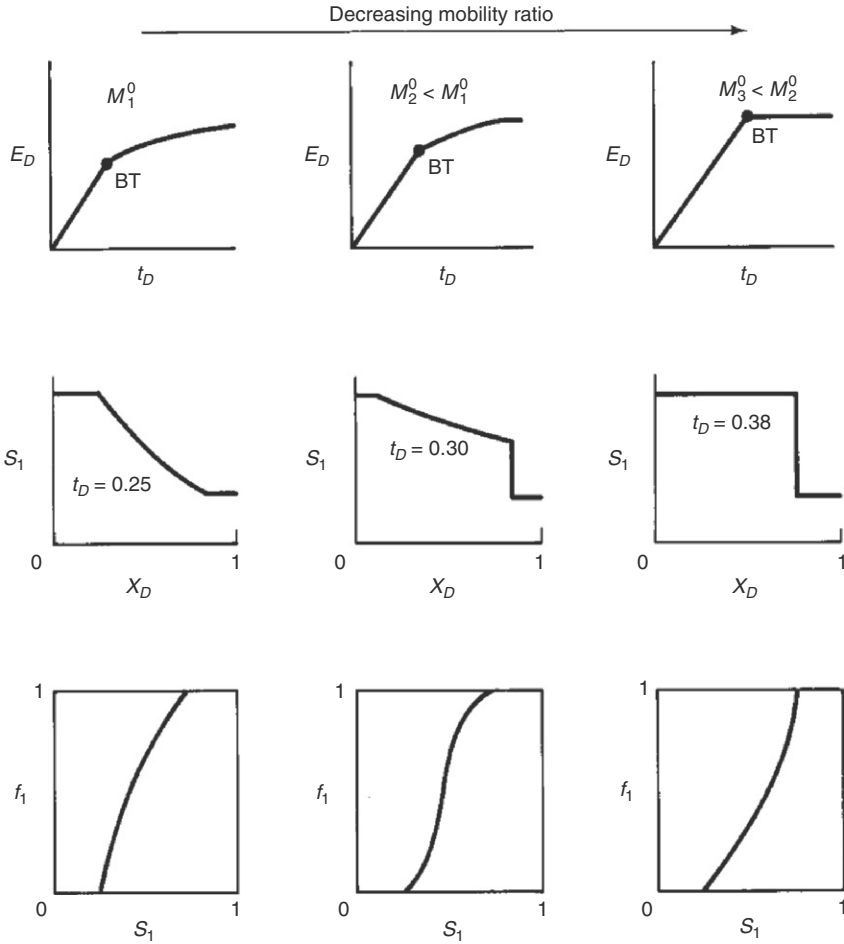 Decreasing mobility ratio
M₁⁰
M₂⁰ < M₁⁰
M₃⁰ < M₂⁰
E_D
BT
E_D
BT
E_D
BT
t_D
t_D
t_D
S₁
t_D = 0.25
S₁
t_D = 0.30
S₁
t_D = 0.38
0 1
0 1
0 1
X_D
X_D
X_D
1
1
1
f₁
f₁
f₁
0 1
0 1
0 1
S₁
S₁
S₁